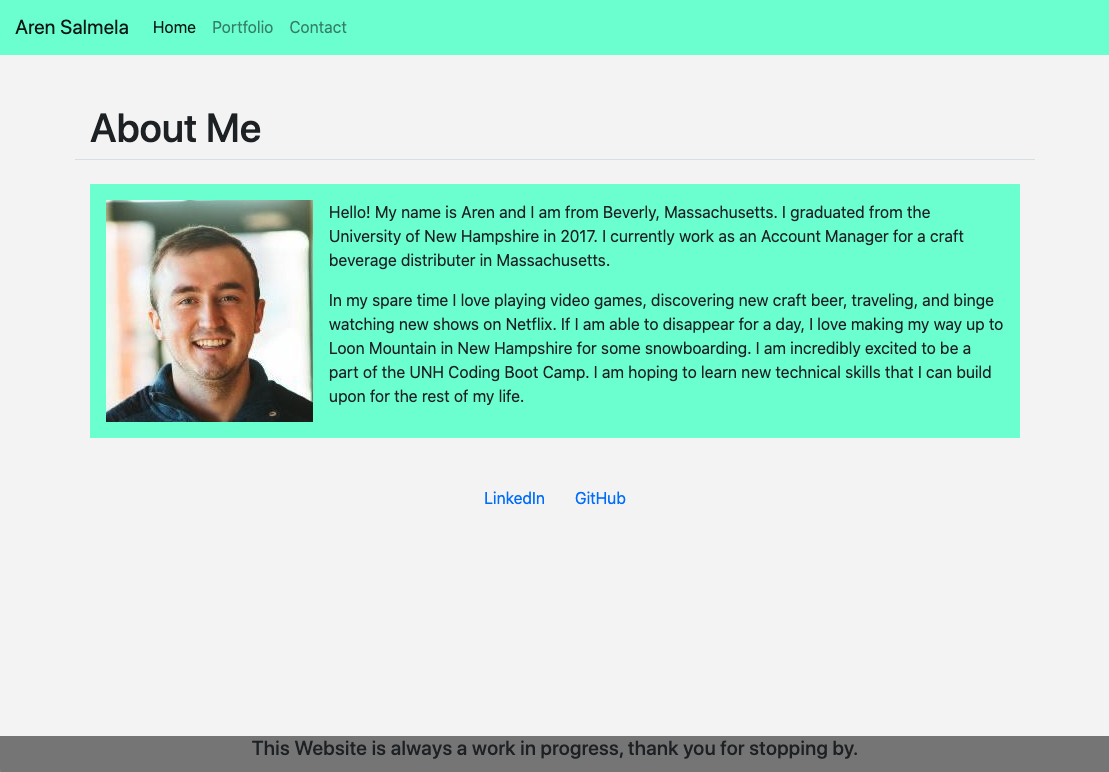 Aren Salmela Home Portfolio Contact
About Me
Hello! My name is Aren and I am from Beverly, Massachusetts. I graduated from the
University of New Hampshire in 2017. I currently work as an Account Manager for a craft
beverage distributer in Massachusetts.
In my spare time I love playing video games, discovering new craft beer, traveling, and binge
watching new shows on Netflix. If I am able to disappear for a day, I love making my way up to
Loon Mountain in New Hampshire for some snowboarding. I am incredibly excited to be a
part of the UNH Coding Boot Camp. I am hoping to learn new technical skills that I can build
upon for the rest of my life.
LinkedIn GitHub
This Website is always a work in progress, thank you for stopping by.